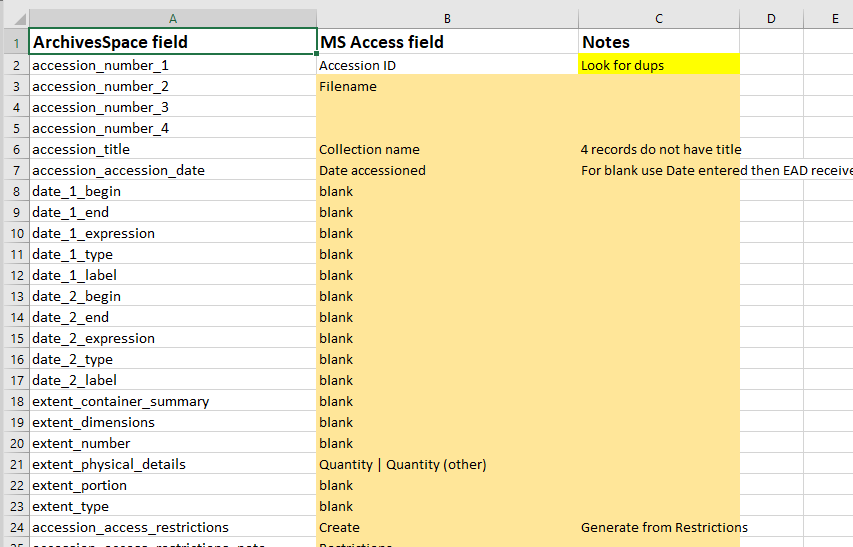 A B C D E
1 ArchivesSpace field MS Access field Notes
2 accession_number_1 Accession ID Look for dups
3 accession_number_2 Filename
4 accession_number_3
5 accession_number_4
6 accession_title Collection name 4 records do not have title
7 accession_accession_date Date accessioned For blank use Date entered then EAD receive
8 date_1_begin blank
9 date_1_end blank
10 date_1_expression blank
11 date_1_type blank
12 date_1_label blank
13 date_2_begin blank
14 date_2_end blank
15 date_2_expression blank
16 date_2_type blank
17 date_2_label blank
18 extent_container_summary blank
19 extent_dimensions blank
20 extent_number blank
21 extent_physical_details Quantity | Quantity (other)
22 extent_portion blank
23 extent_type blank
24 accession_access_restrictions Create Generate from Restrictions
25 accession_access_restrictions_note Restrictions